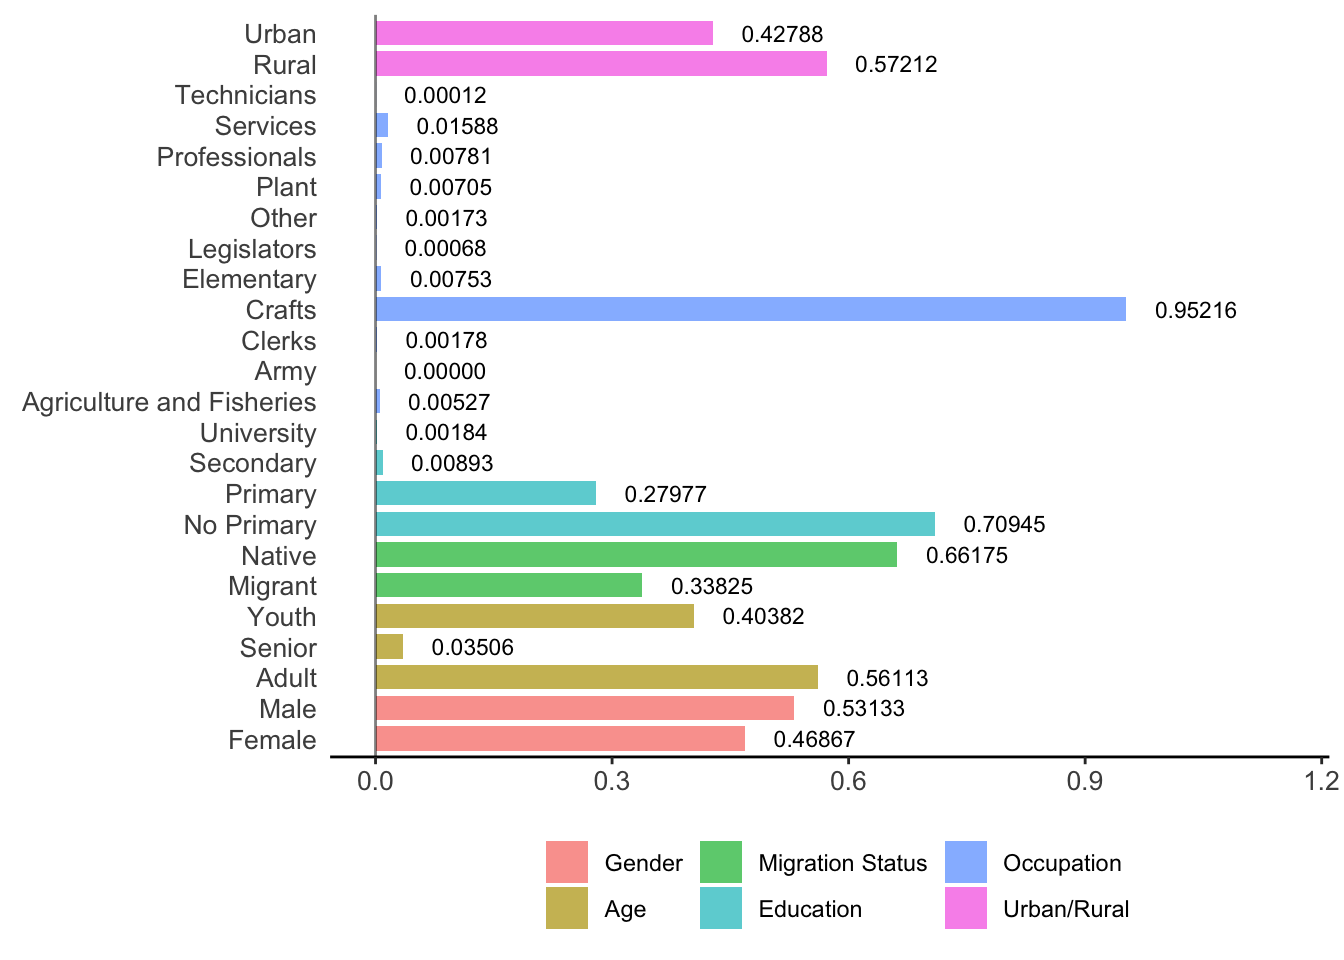 Urban 0.42788
Rural 0.57212
Technicians 0.00012
Services 0.01588
Professionals 0.00781
Plant 0.00705
Other 0.00173
Legislators 0.00068
Elementary 0.00753
Crafts 0.95216
Clerks 0.00178
Army 0.00000
Agriculture and Fisheries 0.00527
University 0.00184
Secondary 0.00893
Primary 0.27977
No Primary 0.70945
Native 0.66175
Migrant 0.33825
Youth 0.40382
Senior 0.03506
Adult 0.56113
Male 0.53133
Female 0.46867
0.0 0.3 0.6 0.9 1.2
Gender Migration Status Occupation
Age Education Urban/Rural